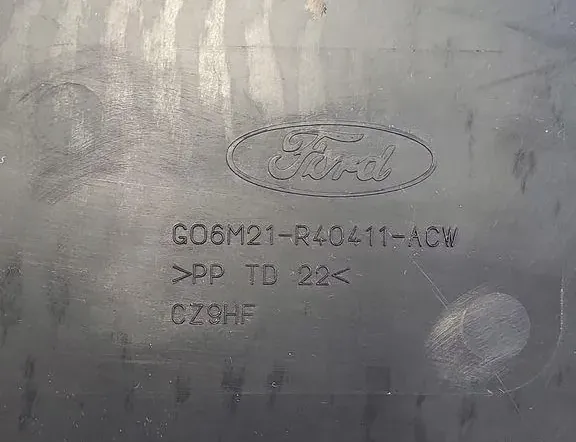 Ford
GO6M21-R40411-ACW
>PP TD 22<
CZ9HF